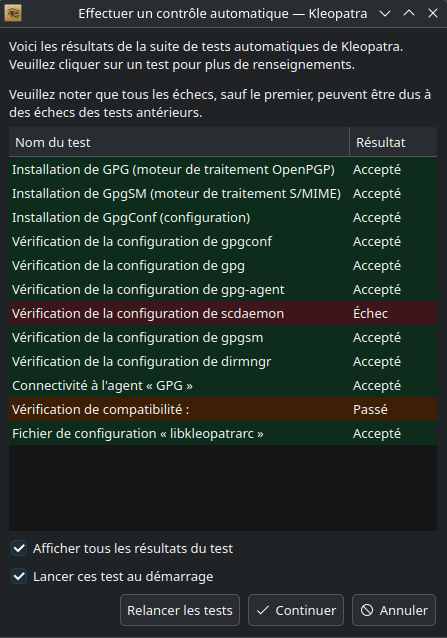 Effectuer un contrôle automatique — Kleopatra
Voici les résultats de la suite de tests automatiques de Kleopatra.
Veuillez cliquer sur un test pour plus de renseignements.
Veuillez noter que tous les échecs, sauf le premier, peuvent être dus à
des échecs des tests antérieurs.
Nom du test Résultat
Installation de GPG (moteur de traitement OpenPGP) Accepté
Installation de GpgSM (moteur de traitement S/MIME) Accepté
Installation de GpgConf (configuration) Accepté
Vérification de la configuration de gpgconf Accepté
Vérification de la configuration de gpg Accepté
Vérification de la configuration de gpg-agent Accepté
Vérification de la configuration de scdaemon Échec
Vérification de la configuration de gpgsm Accepté
Vérification de la configuration de dirmngr Accepté
Connectivité à l'agent « GPG » Accepté
Vérification de compatibilité : Passé
Fichier de configuration « libkleopatrarc » Accepté
Afficher tous les résultats du test
Lancer ces test au démarrage
Relancer les tests Continuer Annuler